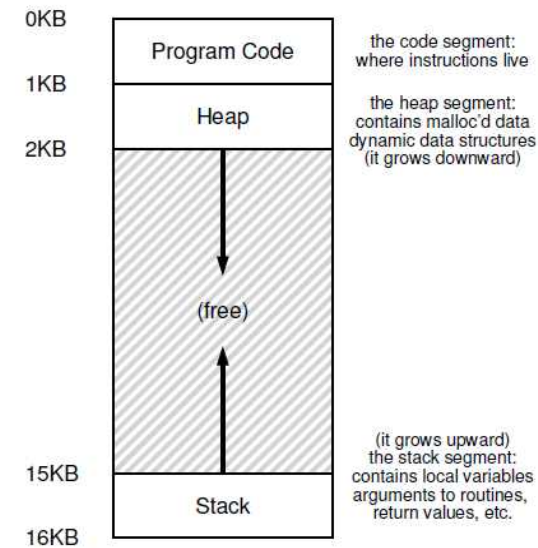 0KB
Program Code
the code segment:
where instructions live
1KB
Heap
the heap segment:
contains malloc'd data
dynamic data structures
(it grows downward)
2KB
(free)
(it grows upward)
the stack segment:
contains local variables
arguments to routines,
return values, etc.
15KB
Stack
16KB